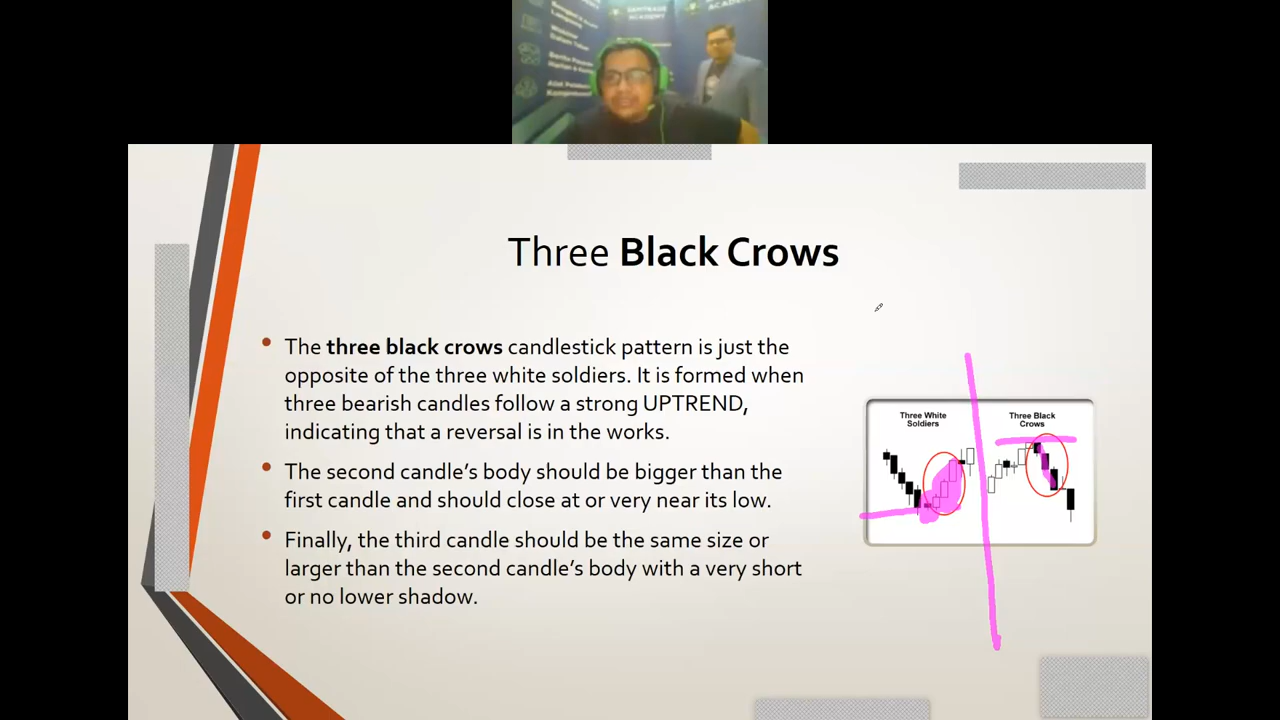 ACADEMY
Three Black Crows
The three black crows candlestick pattern is just the
opposite of the three white soldiers. It is formed when
three bearish candles follow a strong UPTREND,
indicating that a reversal is in the works.
The second candle's body should be bigger than the
first candle and should close at or very near its low.
Finally, the third candle should be the same size or
larger than the second candle's body with a very short
or no lower shadow.
Three White
Soldiers
Three Black
Crows